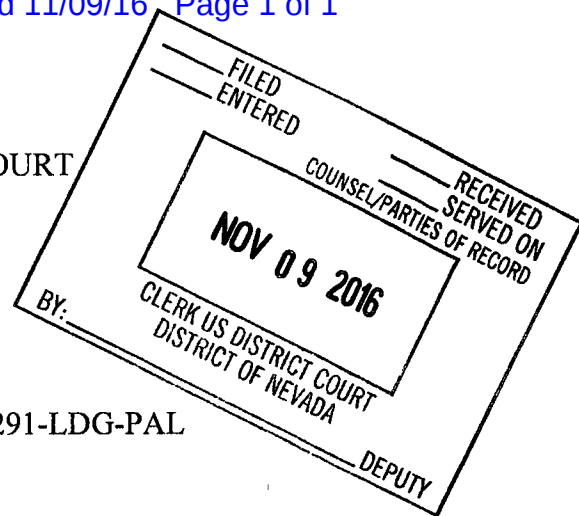 d 11/09/16 Page 1 of 1
FILED
ENTERED
RECEIVED
SERVED ON
COUNSEL/PARTIES OF RECORD
OURT
NOV 09 2016
CLERK US DISTRICT COURT
DISTRICT OF NEVADA
BY:
DEPUTY
291-LDG-PAL